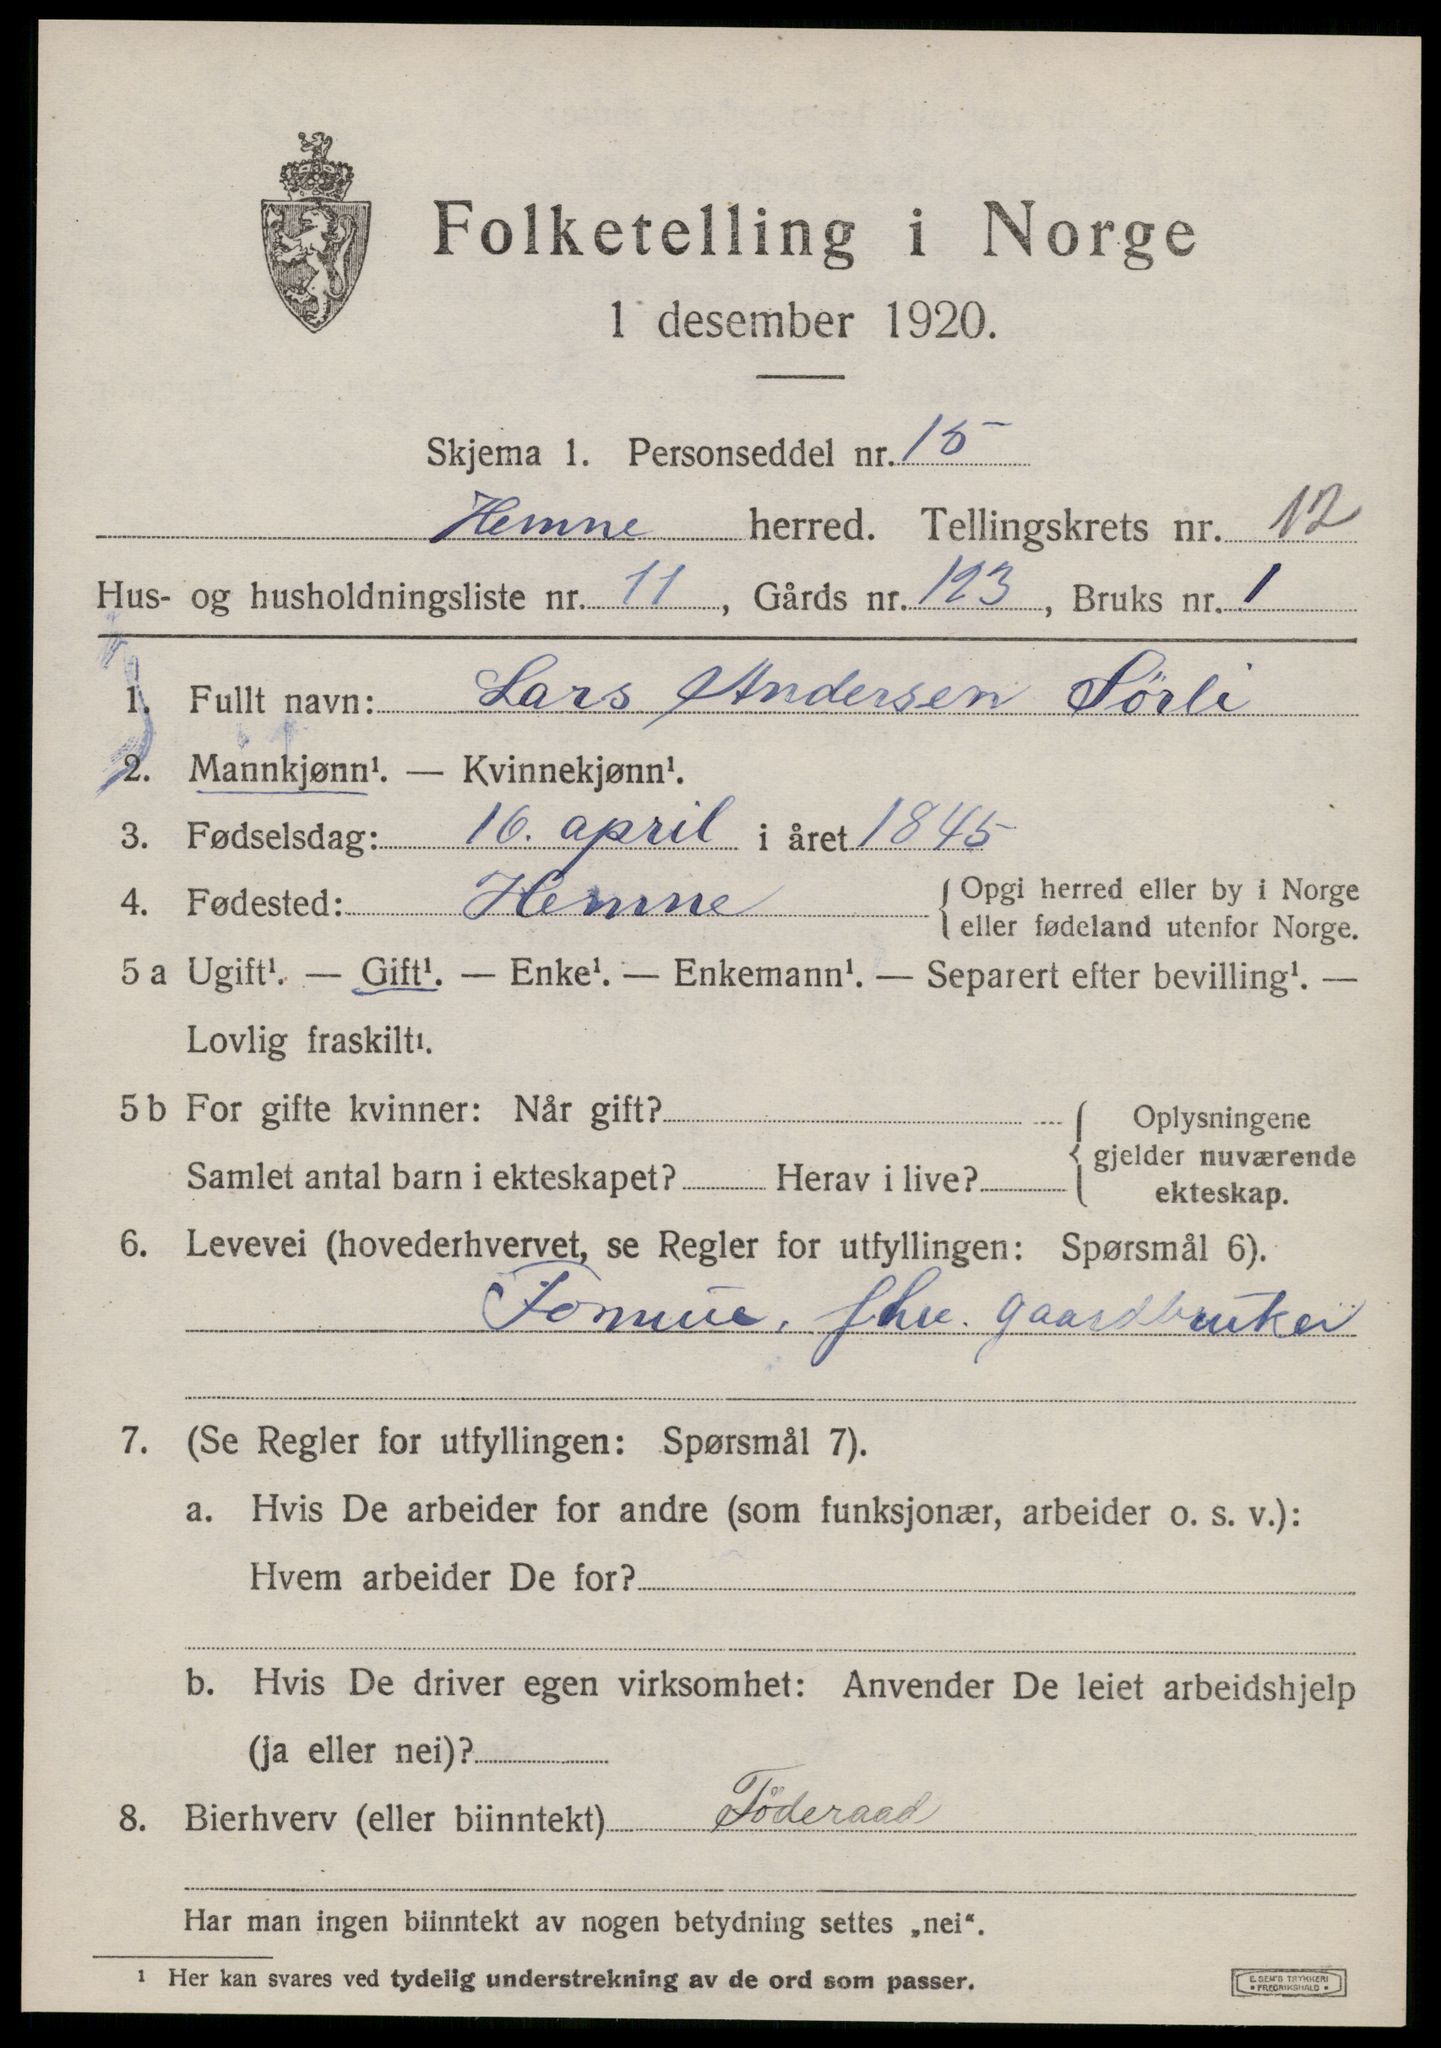 Folketelling i Norge
1 desember 1920.
Skjema 1. Personseddel nr. 15
Hemne herred. Tellingskrets nr. 12
Hus- og husholdningsliste nr. 11, Gårds nr. 123, Bruks nr. 1
1. Fullt navn: Lars Andersen Sörli
2. Mannkjønn¹. — Kvinnekjønn¹.
3. Fødselsdag: 16. april i året 1845
4. Fødested: Hemne { Opgi herred eller by i Norge
eller fødeland utenfor Norge.
5 a Ugift¹. — Gift¹. — Enke¹. — Enkemann¹. — Separert efter bevilling¹. —
Lovlig fraskilt¹.
5 b For gifte kvinner: Når gift? { Oplysningene
gjelder nuværende
Samlet antal barn i ekteskapet? Herav i live?
ekteskap.
6. Levevei (hovederhvervet, se Regler for utfyllingen: Spørsmål 6).
gaardbruker
7. (Se Regler for utfyllingen: Spørsmål 7).
a. Hvis De arbeider for andre (som funksjonær, arbeider o. s. v.):
Hvem arbeider De for?
b. Hvis De driver egen virksomhet: Anvender De leiet arbeidshjelp
(ja eller nei)?
8. Bierhverv (eller biinntekt) Föderaad
Har man ingen biinntekt av nogen betydning settes „nei“.
¹ Her kan svares ved tydelig understrekning av de ord som passer.
E. SEM'S TRYKKERI
• FREDRIKSHALD •